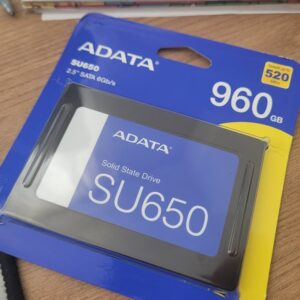 ADATA
SU650
2.5" SATA 6Gb/s
520
960
GB
ADATA
Solid State Drive
SU650